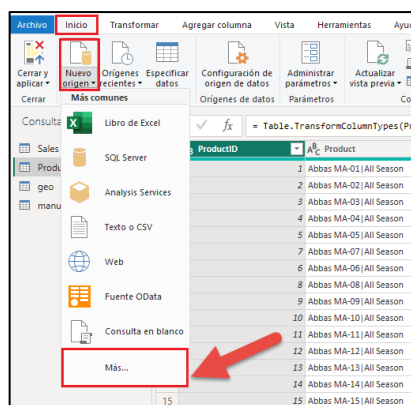 Archivo Inicio Transformar Agregar columna Vista Herramientas
Cerrar y aplicar
Nuevo origen
Orígenes recientes
Especificar datos
Configuración de origen de datos
Administrar parámetros
Actualizar vista previa
Cerrar
Orígenes de datos
Parámetros
Más comunes
Libro de Excel
SQL Server
Analysis Services
Texto o CSV
Web
Fuente OData
Consulta en blanco
Más...
Sales
geo
fx = Table.TransformColumnTypes(
ProductID ABC Product
1 Abbas MA-01|All Season
2 Abbas MA-02|All Season
3 Abbas MA-03|All Season
4 Abbas MA-04|All Season
5 Abbas MA-05|All Season
7 Abbas MA-07|All Season
6 Abbas MA-06|All Season
8 Abbas MA-08|All Season
9 Abbas MA-09|All Season
10 Abbas MA-10|All Season
11 Abbas MA-11|All Season
12 Abbas MA-12|All Season
13 Abbas MA-13|All Season
14 Abbas MA-14|All Season
15 15 Abbas MA-15|All Season